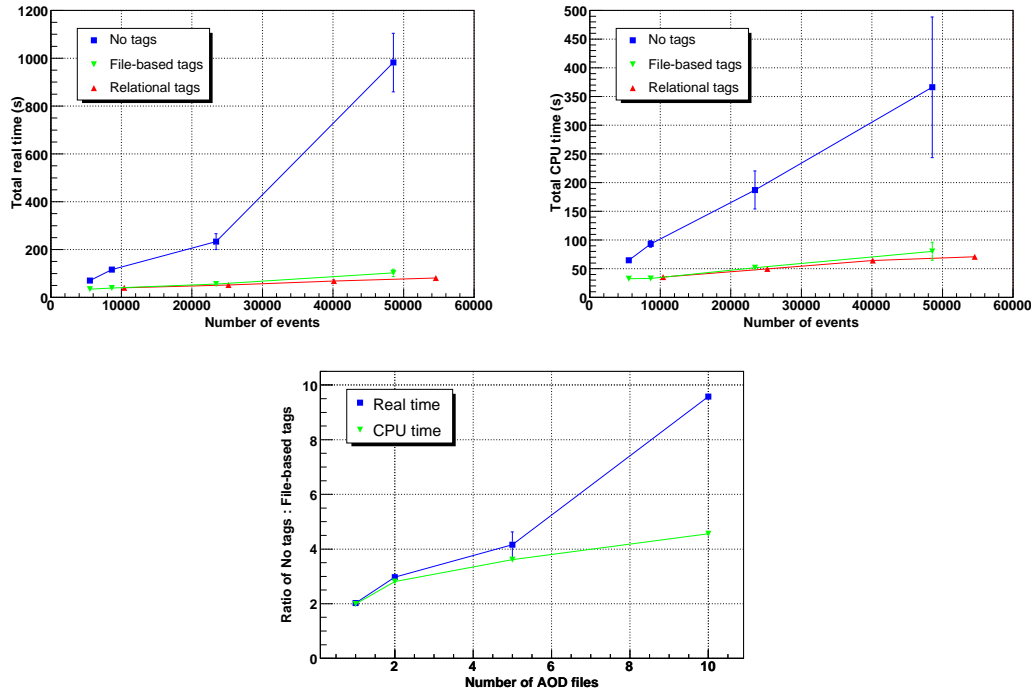 1200
1000
800
600
400
200
0
Total real time (s)
No tags
File-based tags
Relational tags
0 10000 20000 30000 40000 50000 60000
Number of events
500
450
400
350
300
250
200
150
100
50
0
Total CPU time (s)
No tags
File-based tags
Relational tags
0 10000 20000 30000 40000 50000 60000
Number of events
10
8
6
4
2
0
Ratio of No tags : File-based tags
Real time
CPU time
2 4 6 8 10
Number of AOD files